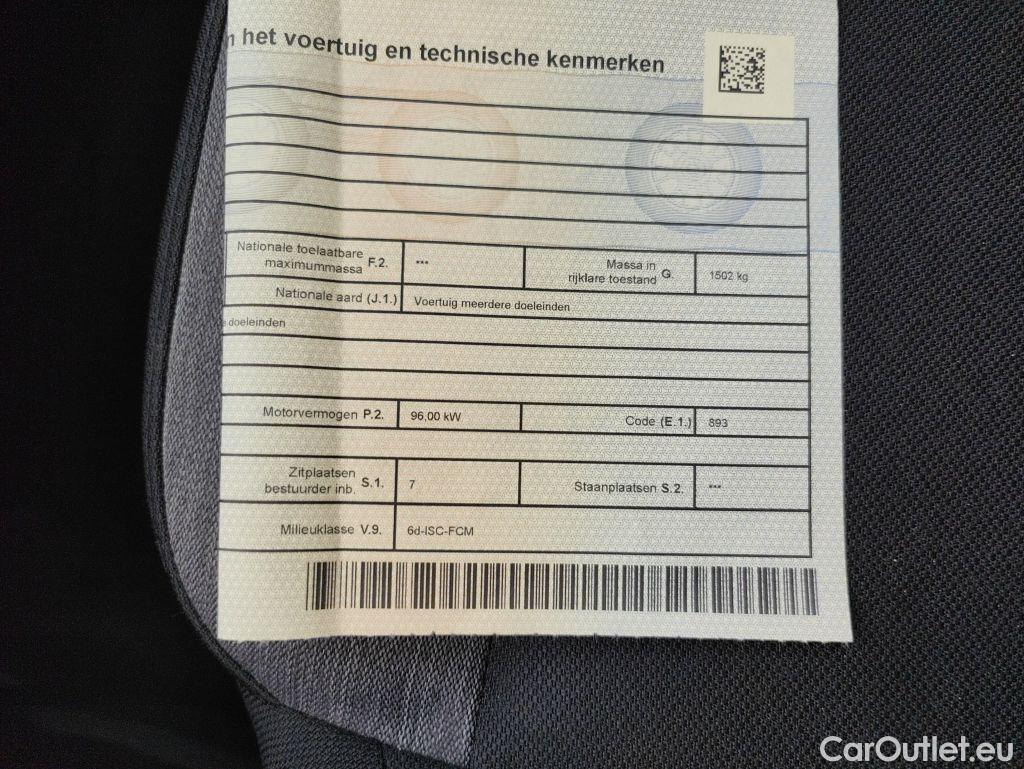 het voertuig en technische kenmerken
Nationale toelaatbare maximummassa F.2. *** Massa in rijklare toestand G. 1502 kg
Nationale aard (J.1.) Voertuig meerdere doeleinden
doeleinden
Motorvermogen P.2. 96,00 kW Code (E.1.) 893
Zitplaatsen bestuurder inb. S.1. 7 Staanplaatsen S.2. ***
Milieuklasse V.9. 6d-ISC-FCM
CarOutlet.eu